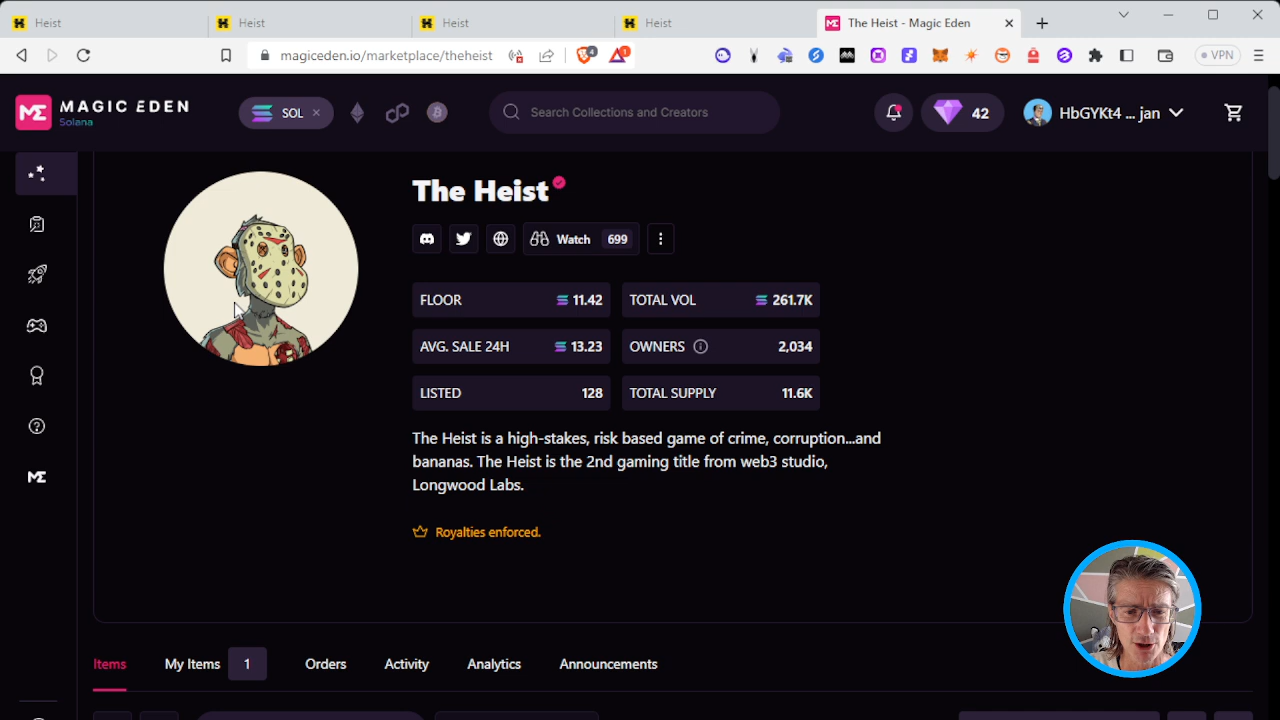 Heist
Heist
Heist
Heist
The Heist - Magic Eden
magiceden.io/marketplace/theheist
4
1
VPN
ME
MAGIC EDEN
Solana
SOL
Search Collections and Creators
42
HbGYKt4 ... jan
The Heist
Watch 699
FLOOR 11.42
TOTAL VOL 261.7K
AVG. SALE 24H 13.23
OWNERS 2,034
LISTED 128
TOTAL SUPPLY 11.6K
The Heist is a high-stakes, risk based game of crime, corruption...and
bananas. The Heist is the 2nd gaming title from web3 studio,
Longwood Labs.
ME
Royalties enforced.
Items
My Items 1
Orders
Activity
Analytics
Announcements